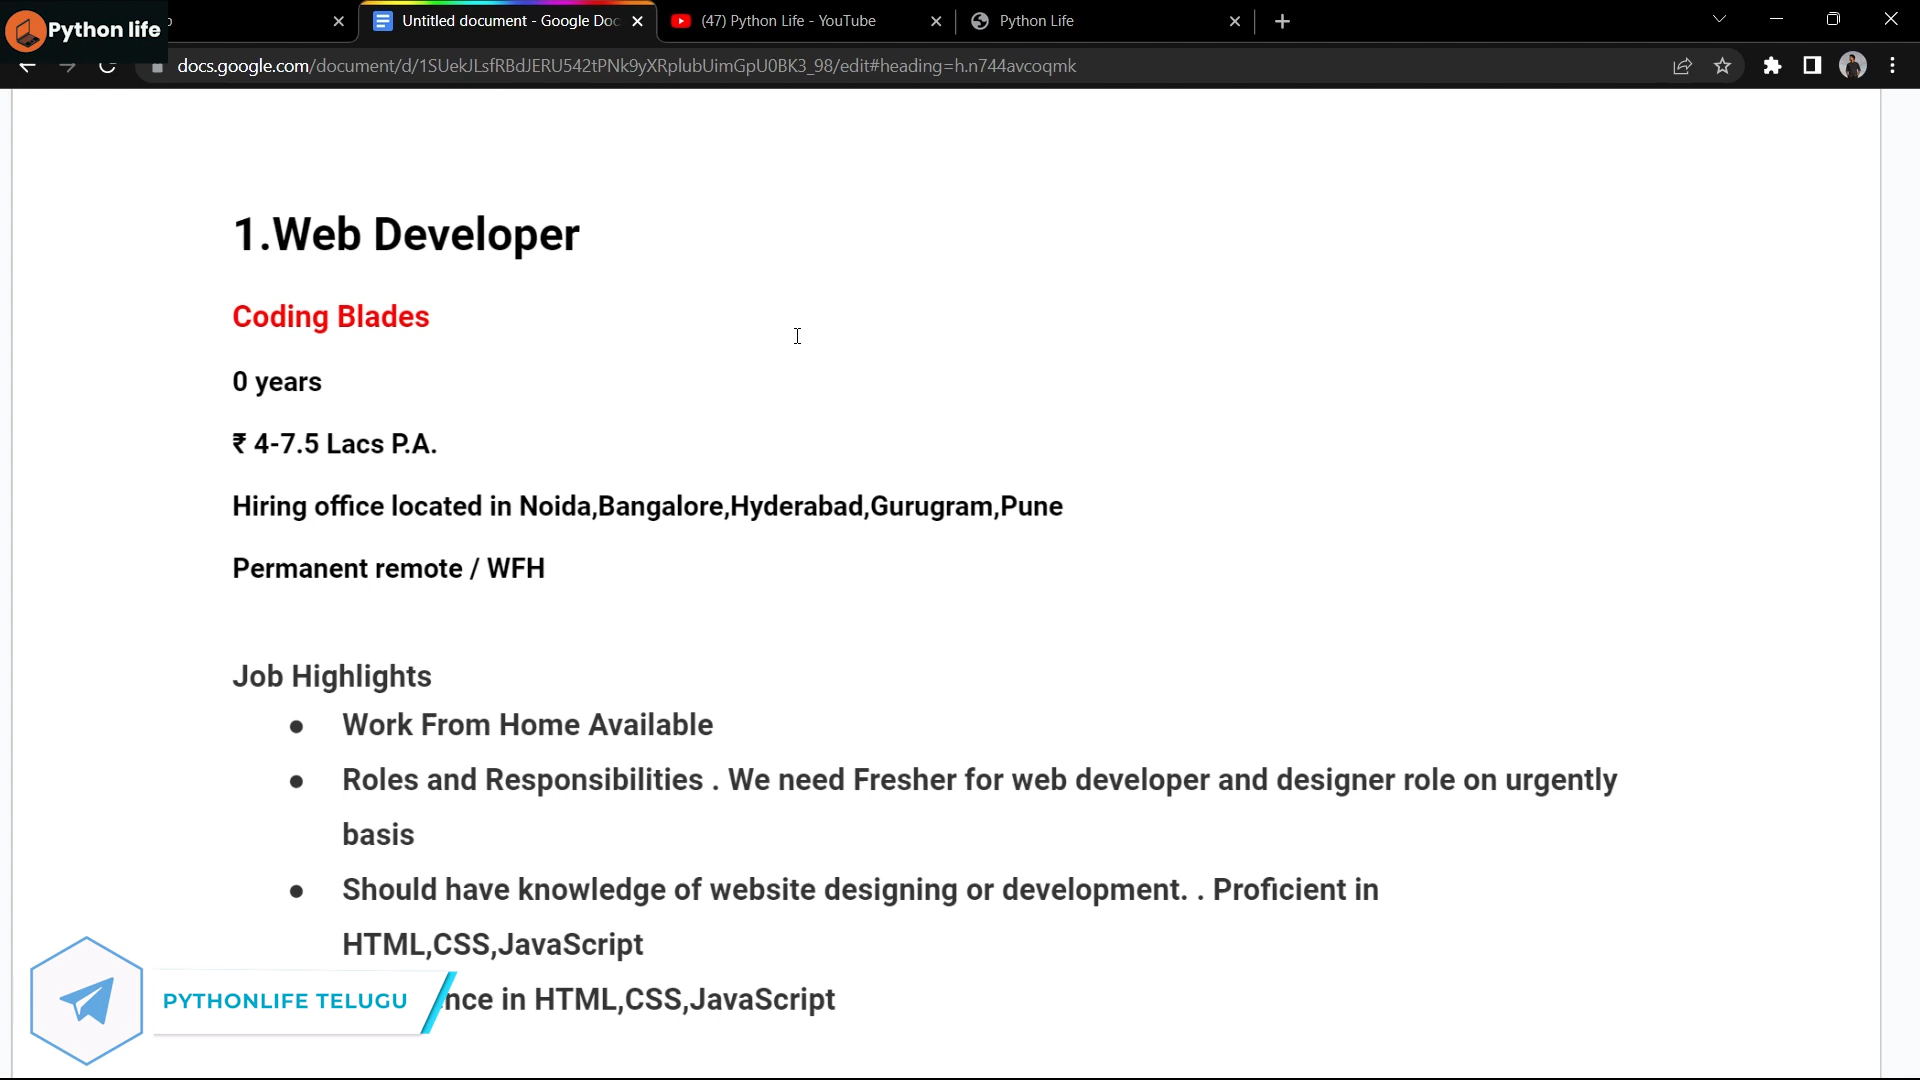 Python life
Untitled document - Google Doc
(47) Python Life - YouTube
Python Life
docs.google.com/document/d/1SUekJLsfRBdJERU542tPNk9yXRplubUimGpU0BK3_98/edit#heading=h.n744avcoqmk
1.Web Developer
Coding Blades
0 years
₹ 4-7.5 Lacs P.A.
Hiring office located in Noida,Bangalore,Hyderabad,Gurugram,Pune
Permanent remote / WFH
Job Highlights
● Work From Home Available
● Roles and Responsibilities . We need Fresher for web developer and designer role on urgently
basis
● Should have knowledge of website designing or development. . Proficient in
HTML,CSS,JavaScript
in HTML,CSS,JavaScript
PYTHONLIFE TELUGU